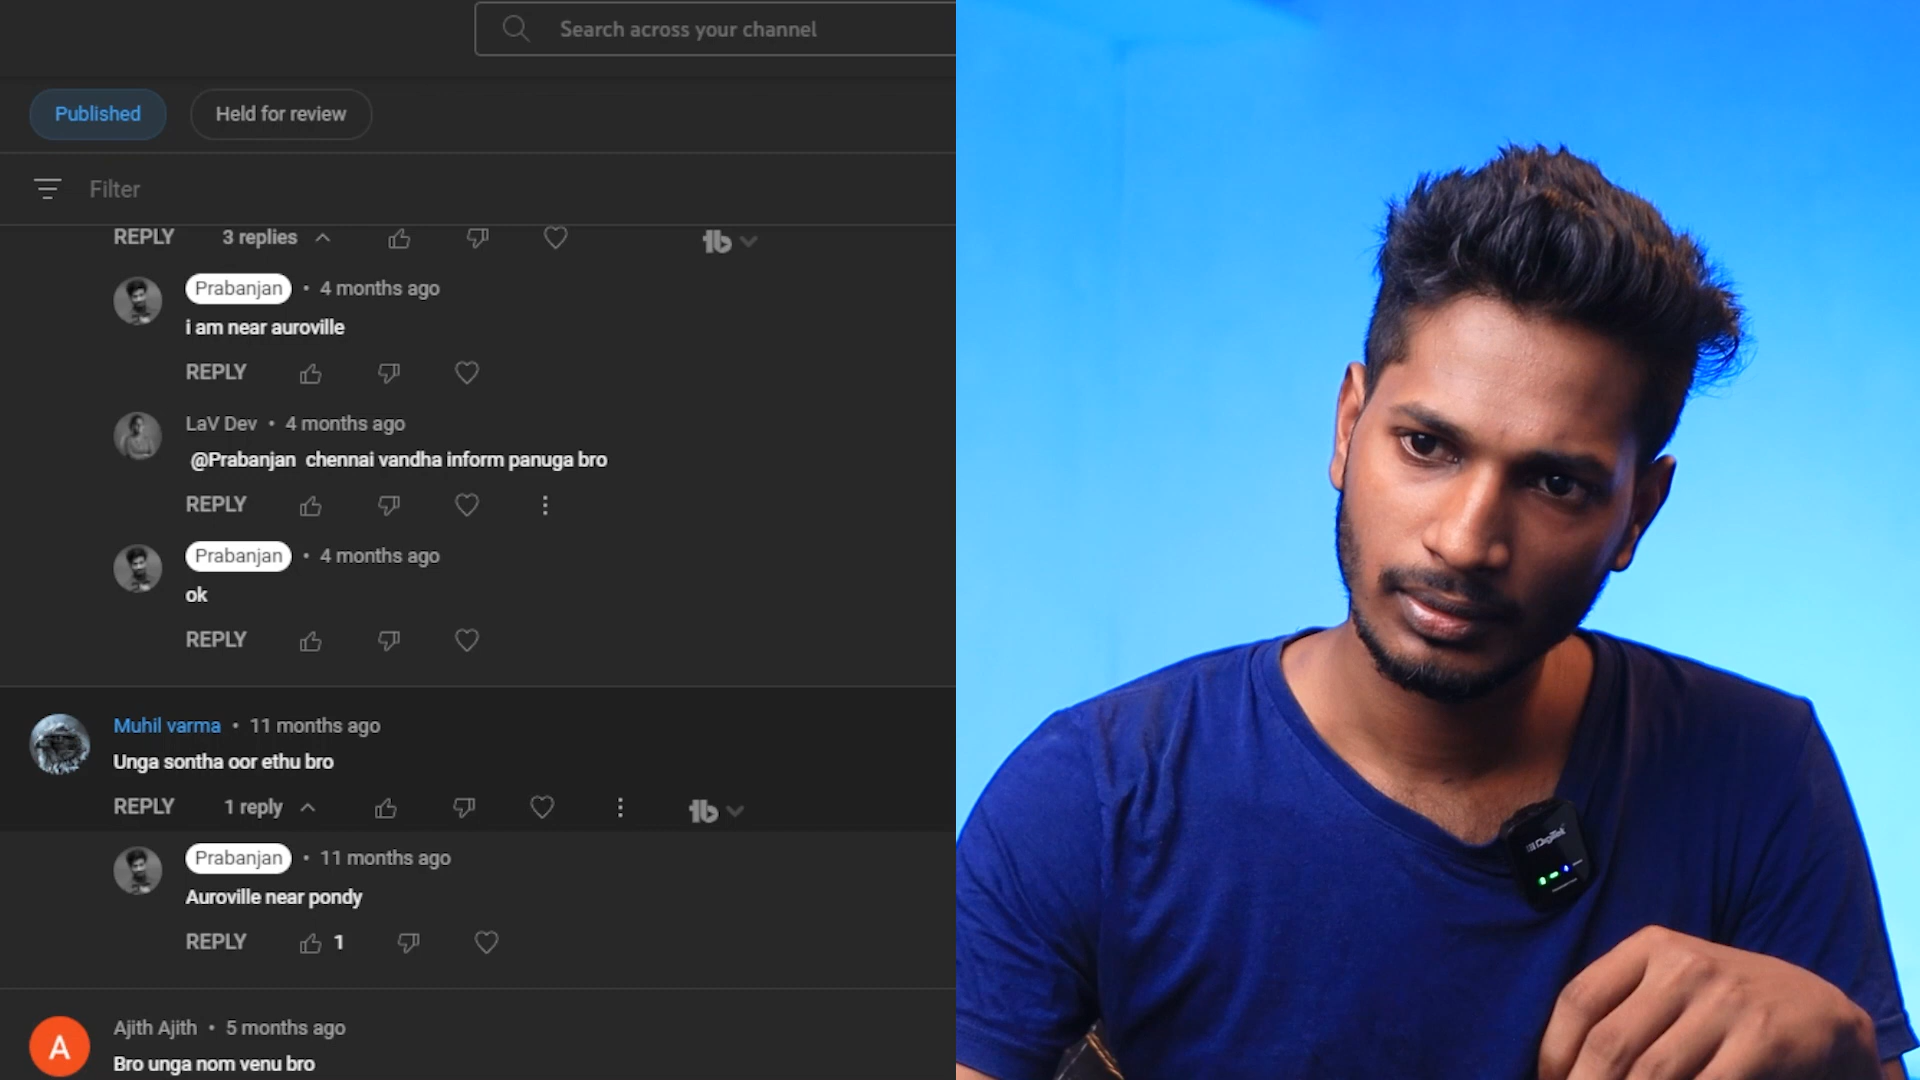 Search across your channel
Published
Held for review
Filter
REPLY 3 replies
Prabanjan • 4 months ago
i am near auroville
REPLY
LaV Dev • 4 months ago
@Prabanjan chennai vandha inform panuga bro
REPLY
Prabanjan • 4 months ago
ok
REPLY
Muhil varma • 11 months ago
Unga sontha oor ethu bro
REPLY 1 reply
Prabanjan • 11 months ago
Auroville near pondy
REPLY 1
A
Ajith Ajith • 5 months ago
Bro unga nom venu bro
DigiTek